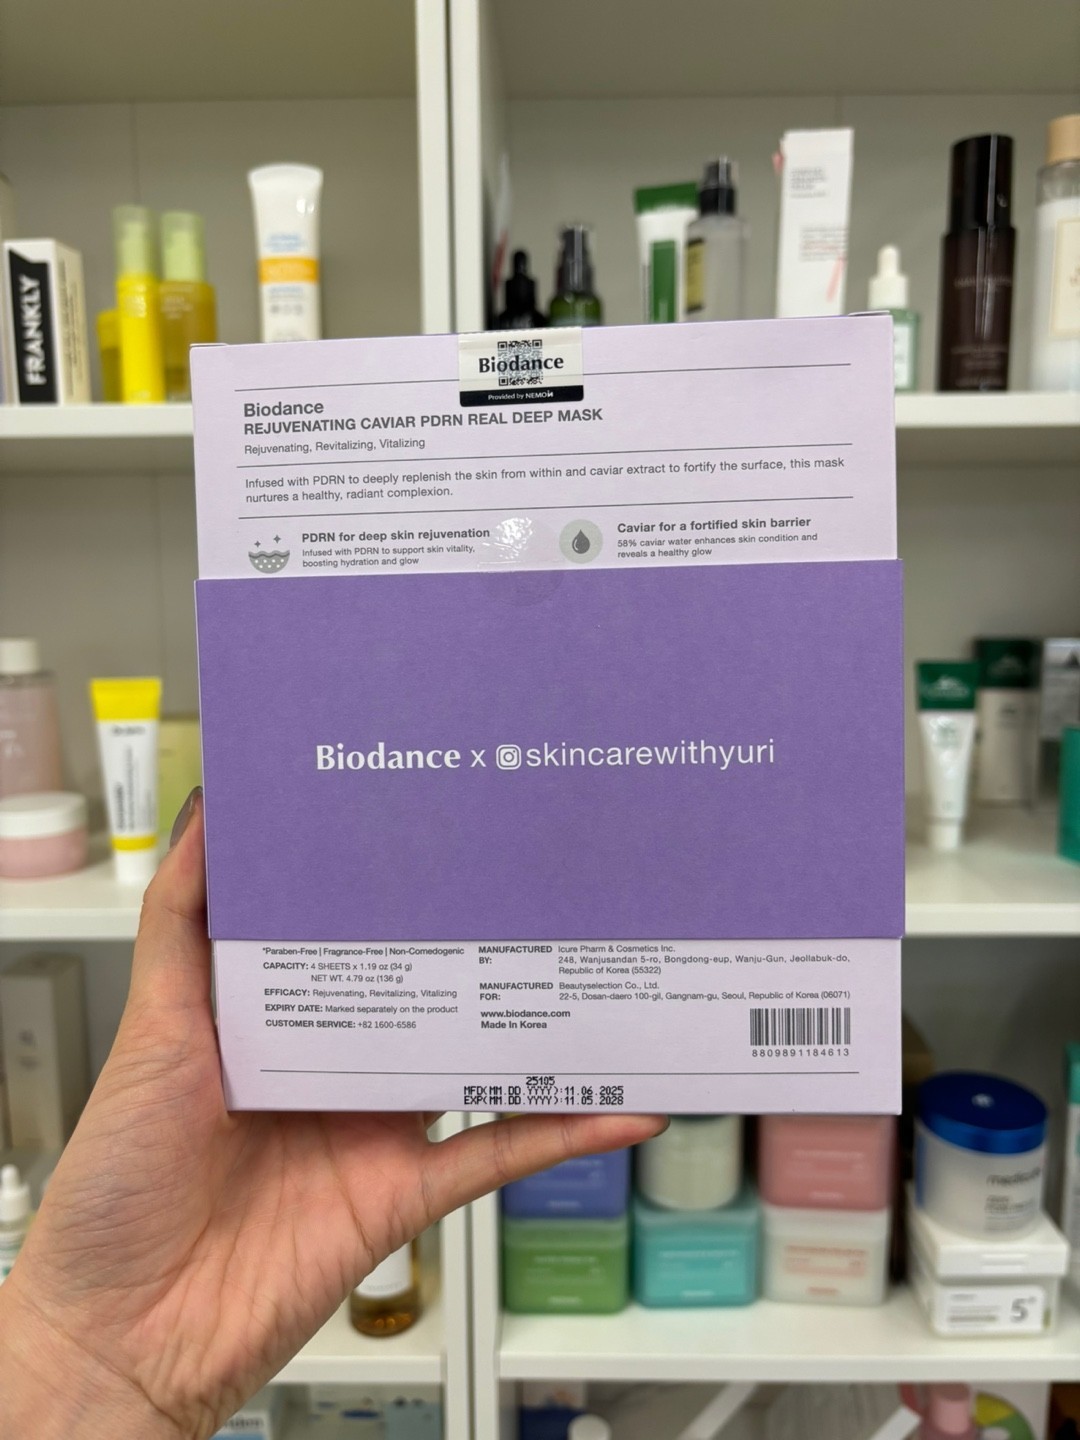 FRANKLY
Biodance
Provided by NEMOIN
Biodance
REJUVENATING CAVIAR PDRN REAL DEEP MASK
Rejuvenating, Revitalizing, Vitalizing
Infused with PDRN to deeply replenish the skin from within and caviar extract to fortify the surface, this mask
nurtures a healthy, radiant complexion.
PDRN for deep skin rejuvenation
Infused with PDRN to support skin vitality,
boosting hydration and glow
Caviar for a fortified skin barrier
58% caviar water enhances skin condition and
reveals a healthy glow
Biodance x skincarewithyuri
*Paraben-Free | Fragrance-Free | Non-Comedogenic
CAPACITY: 4 SHEETS x 1.19 oz (34 g)
NET WT. 4.79 oz (136 g)
EFFICACY: Rejuvenating, Revitalizing, Vitalizing
EXPIRY DATE: Marked separately on the product
CUSTOMER SERVICE: +82 1600-6586
MANUFACTURED BY: Icure Pharm & Cosmetics Inc.
248, Wanjusandan 5-ro, Bongdong-eup, Wanju-Gun, Jeollabuk-do,
Republic of Korea (55322)
MANUFACTURED FOR: Beautyselection Co., Ltd.
22-5, Dosan-daero 100-gil, Gangnam-gu, Seoul, Republic of Korea (06071)
www.biodance.com
Made In Korea
8809891184613
25105
MFD(MM.DD.YYYY):11.06.2025
EXP(MM.DD.YYYY):11.05.2028
5